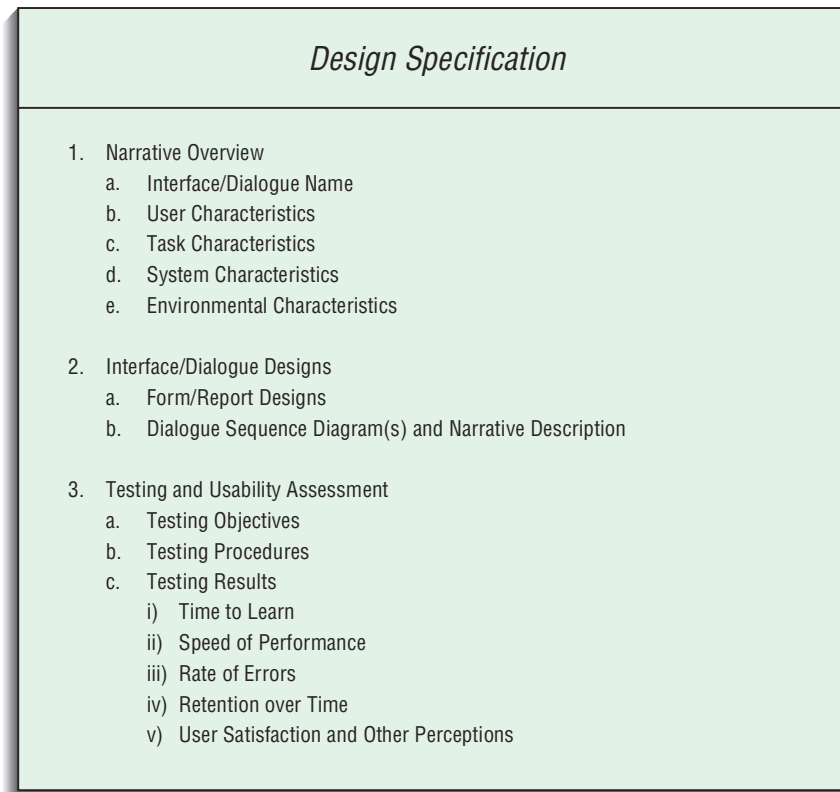 Design Specification
1. Narrative Overview
a. Interface/Dialogue Name
b. User Characteristics
c. Task Characteristics
d. System Characteristics
e. Environmental Characteristics
2. Interface/Dialogue Designs
a. Form/Report Designs
b. Dialogue Sequence Diagram(s) and Narrative Description
3. Testing and Usability Assessment
a. Testing Objectives
b. Testing Procedures
c. Testing Results
i) Time to Learn
ii) Speed of Performance
iii) Rate of Errors
iv) Retention over Time
v) User Satisfaction and Other Perceptions